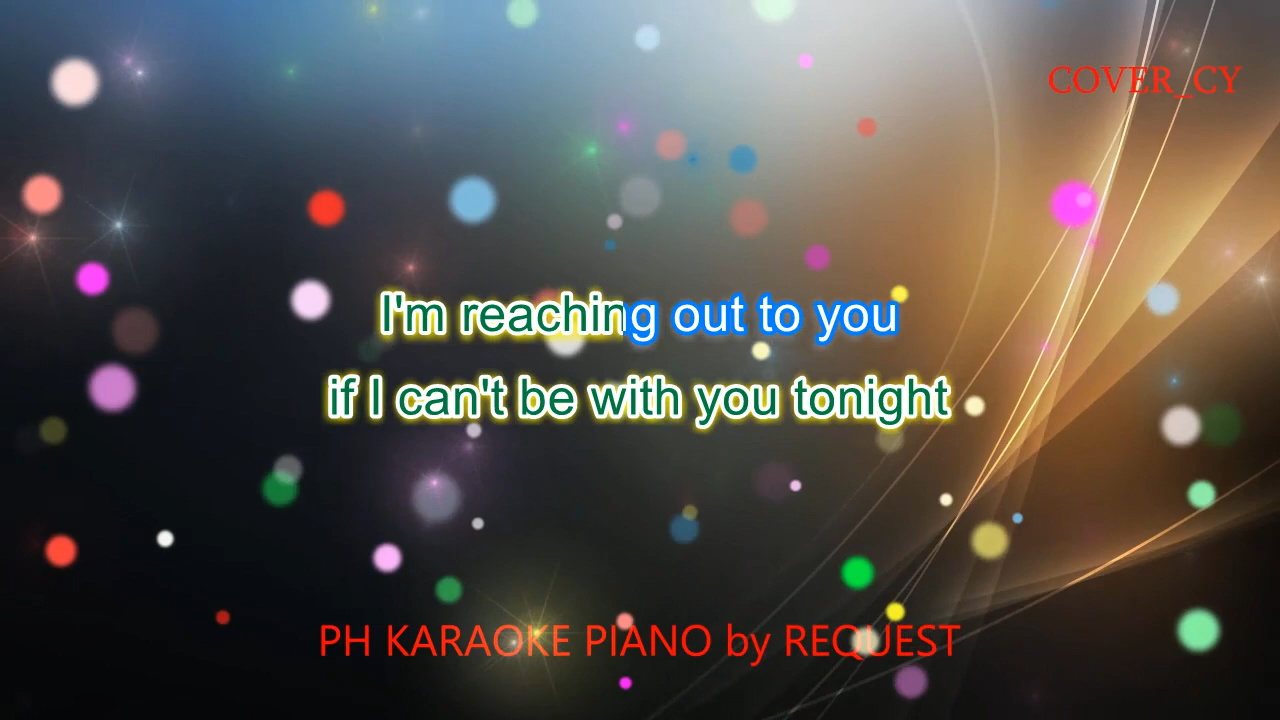 COVER_CY
I'm reaching out to you
if I can't be with you tonight
PH KARAOKE PIANO by REQUEST